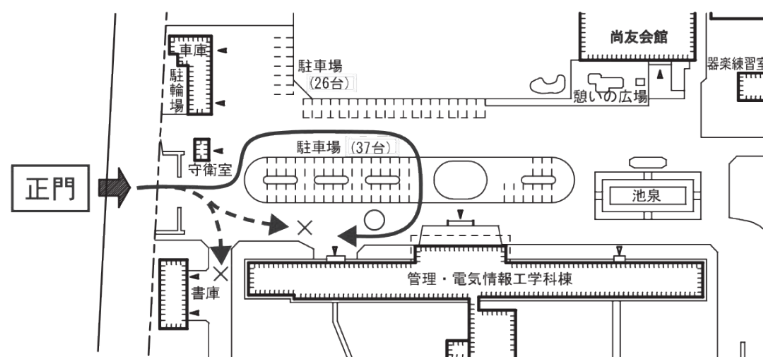 尚友会館
車庫
駐車場
(26台)
器楽練習室
駐輪場
憩いの広場
駐車場 (37台)
守衛室
正門
池泉
管理・電気情報工学科棟
書庫